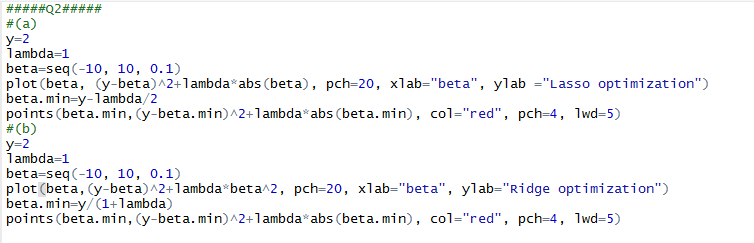 #####Q2#####
#(a)
y=2
lambda=1
beta=seq(-10, 10, 0.1)
plot(beta, (y-beta)^2+lambda*abs(beta), pch=20, xlab="beta", ylab ="Lasso optimization")
beta.min=y-lambda/2
points(beta.min,(y-beta.min)^2+lambda*abs(beta.min), col="red", pch=4, lwd=5)
#(b)
y=2
lambda=1
beta=seq(-10, 10, 0.1)
plot(beta,(y-beta)^2+lambda*beta^2, pch=20, xlab="beta", ylab="Ridge optimization")
beta.min=y/(1+lambda)
points(beta.min,(y-beta.min)^2+lambda*abs(beta.min), col="red", pch=4, lwd=5)